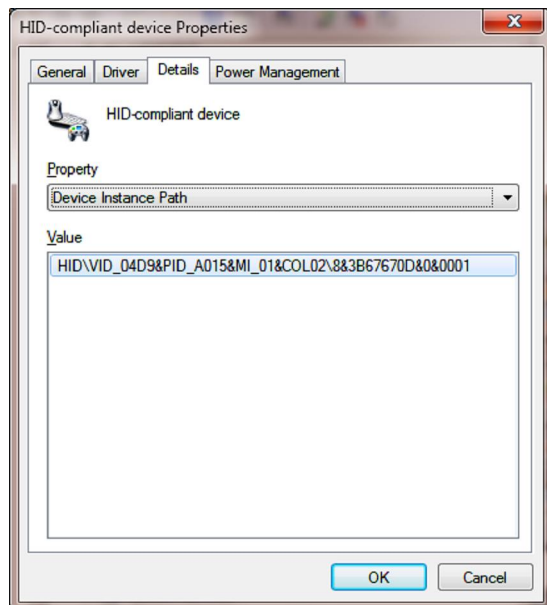 HID-compliant device Properties
General Driver Details Power Management
HID-compliant device
Property
Device Instance Path
Value
HID\VID_04D9&PID_A015&MI_01&COL02\8&3B67670D&0&0001
OK Cancel